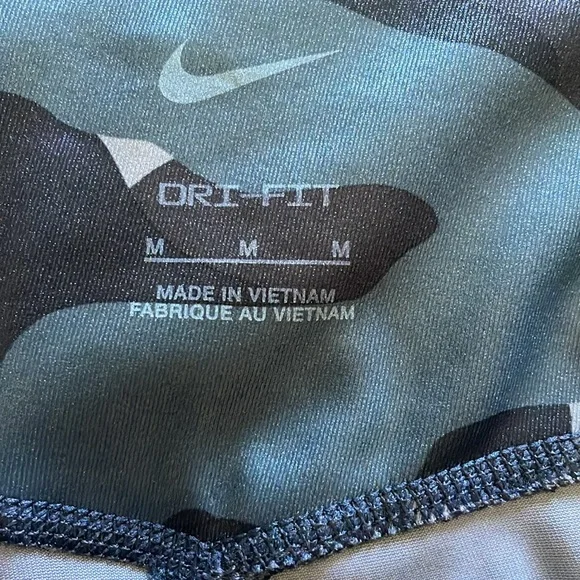 DRI-FIT
M M M
MADE IN VIETNAM
FABRIQUE AU VIETNAM